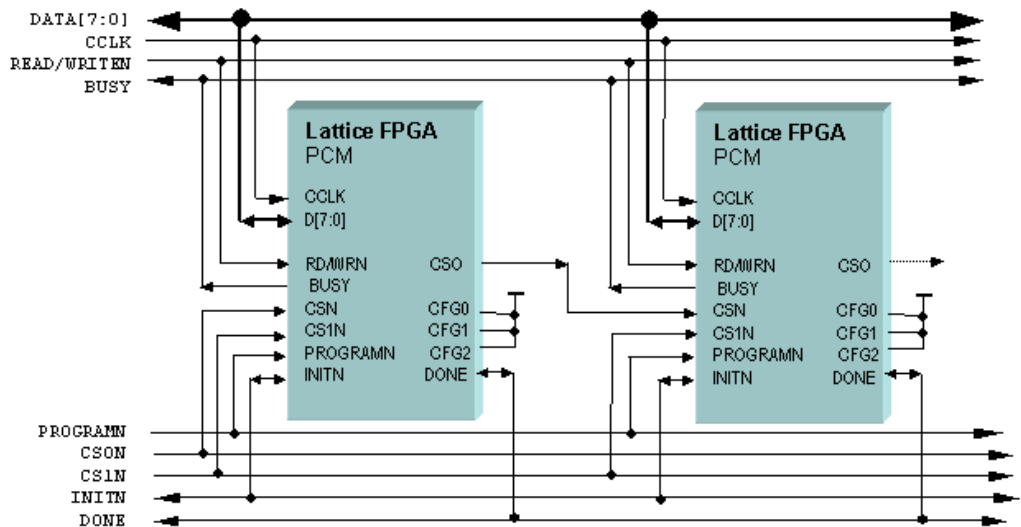 DATA[7:0]
CCLK
READ/WRITEN
BUSY
Lattice FPGA
PCM
CCLK
D[7:0]
RD/WRN CSO
BUSY
CSN CFG0
CS1N CFG1
PROGRAMN CFG2
INITN DONE
Lattice FPGA
PCM
CCLK
D[7:0]
RD/WRN CSO
BUSY
CSN CFG0
CS1N CFG1
PROGRAMN CFG2
INITN DONE
PROGRAMN
CS0N
CS1N
INITN
DONE